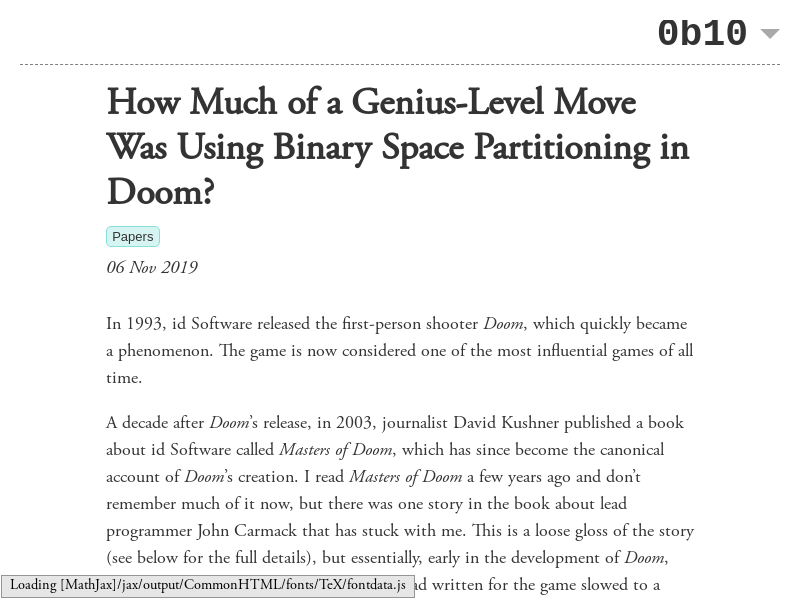 0b10
How Much of a Genius-Level Move
Was Using Binary Space Partitioning in
Doom?
Papers
06 Nov 2019
In 1993, id Software released the first-person shooter Doom, which quickly became
a phenomenon. The game is now considered one of the most influential games of all
time.
A decade after Doom’s release, in 2003, journalist David Kushner published a book
about id Software called Masters of Doom, which has since become the canonical
account of Doom’s creation. I read Masters of Doom a few years ago and don’t
remember much of it now, but there was one story in the book about lead
programmer John Carmack that has stuck with me. This is a loose gloss of the story
(see below for the full details), but essentially, early in the development of Doom,
written for the game slowed to a
Loading [MathJax]/jax/output/CommonHTML/fonts/TeX/fontdata.js